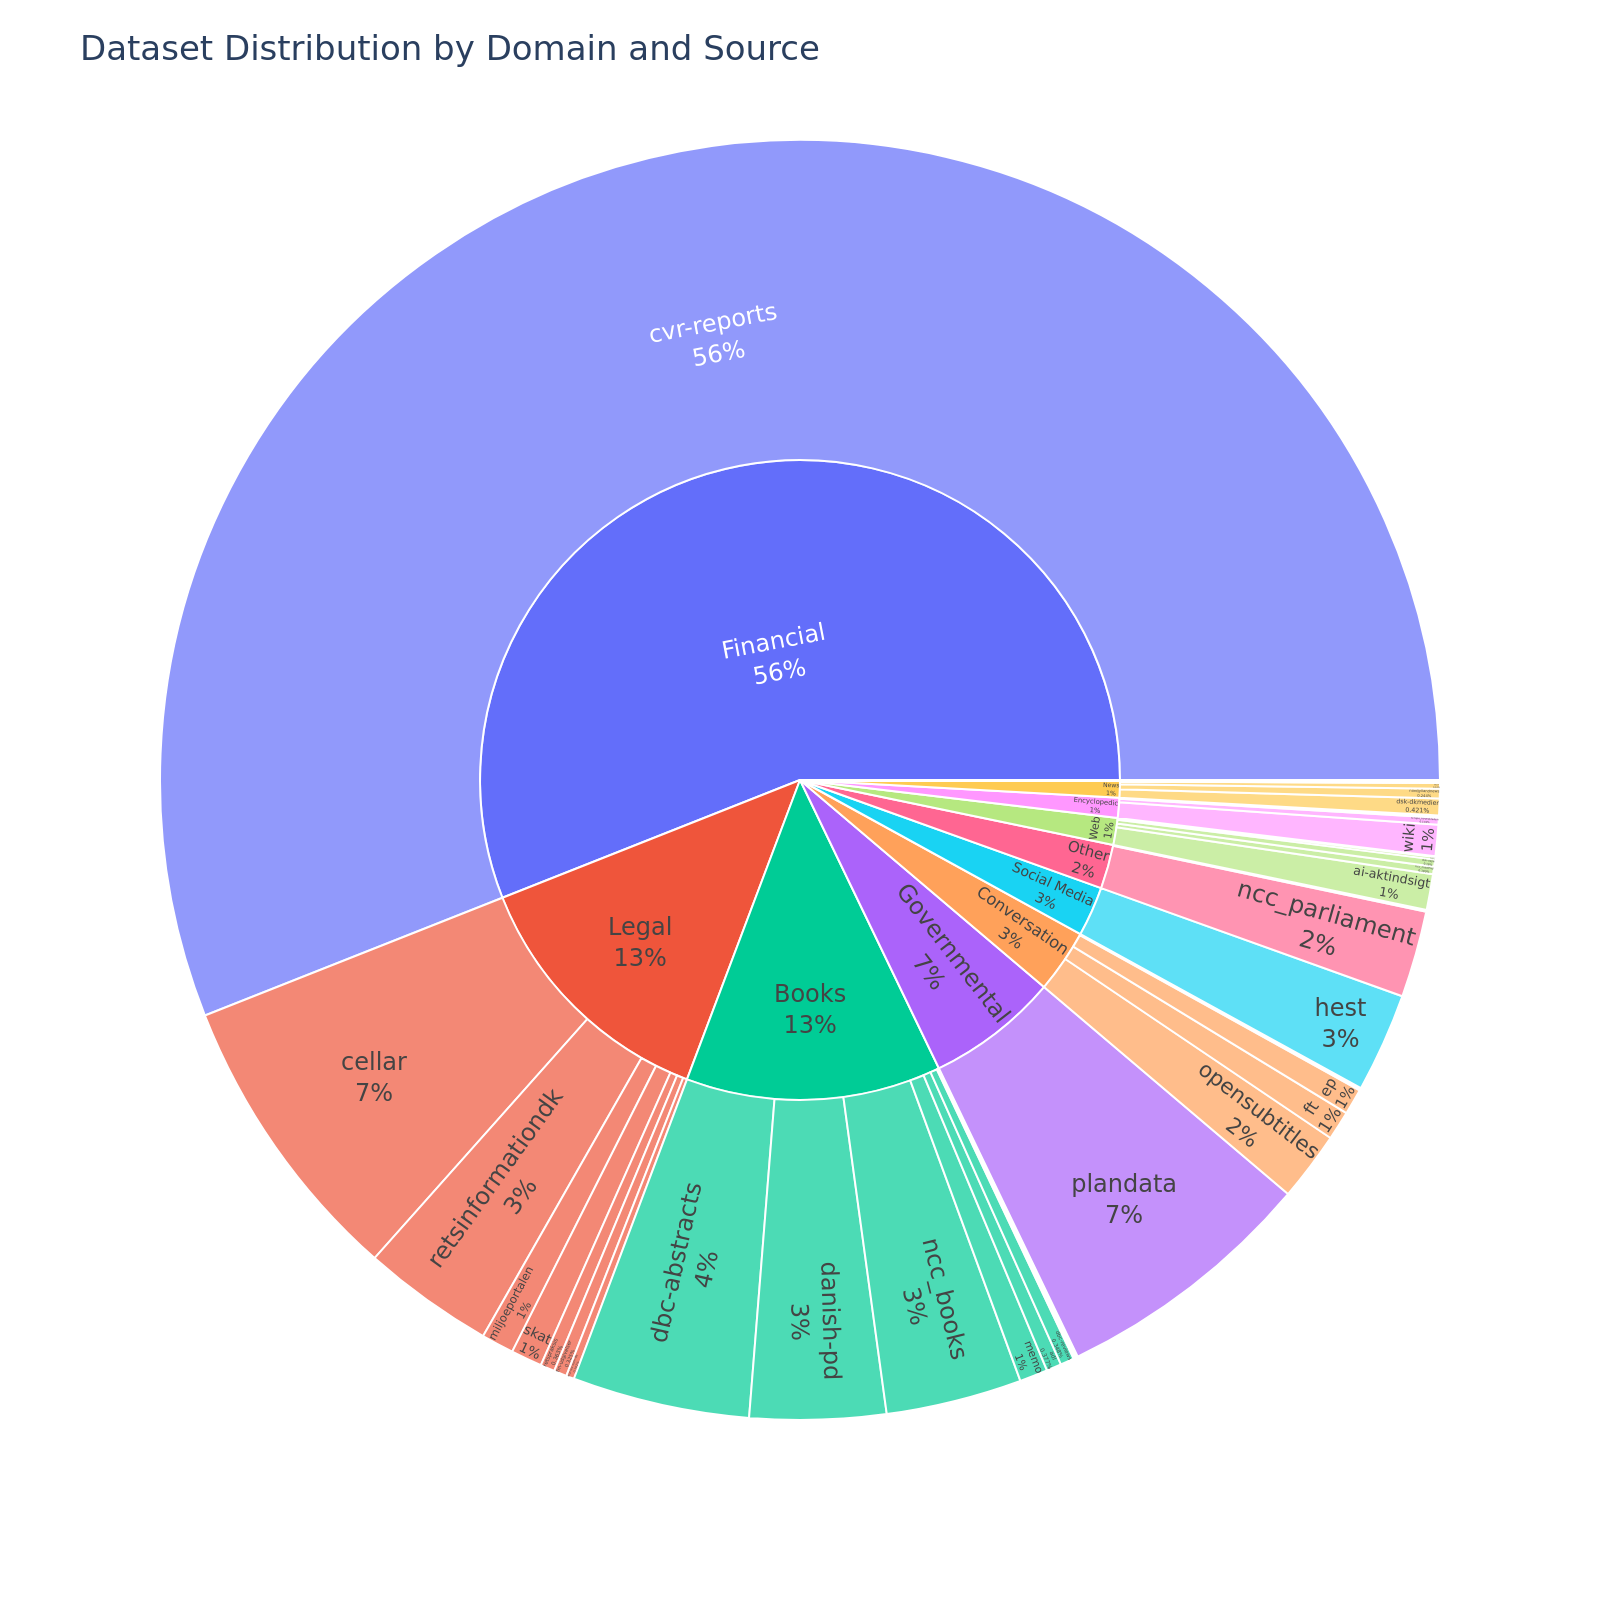 Dataset Distribution by Domain and Source
cvr-reports
56%
Financial
56%
News
1%
dsk-dkmedier
0.421%
Encyclopedic
1%
wiki
1%
Web
1%
ai-aktindsigt
1%
Other
2%
ncc_parliament
2%
Social Media
3%
hest
3%
Conversation
3%
ep
1%
ft
1%
opensubtitles
2%
Governmental
7%
plandata
7%
Books
13%
dbc-abstracts
4%
danish-pd
3%
ncc_books
3%
memo
1%
Legal
13%
cellar
7%
retsinformationdk
3%
miljoeportalen
1%
skat
1%